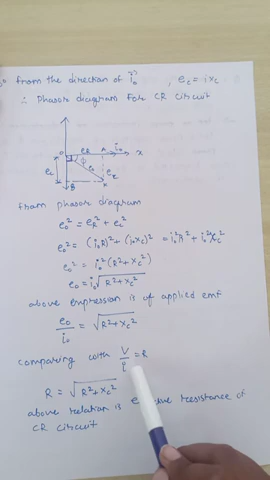 from the direction of i₀ , e_c = i x_c
∴ Phasor diagram for CR circuit
O e_R A i₀ x
e_c φ e₀ e_c
B K
from phasor diagram
e₀² = e_R² + e_c²
e₀² = (i₀R)² + (i₀x_c)² = i₀²R² + i₀²x_c²
e₀² = i₀² (R² + x_c²)
e₀ = i₀√R² + x_c²
above expression is of applied emf
e₀/i₀ = √R² + x_c²
comparing with V/i = R
R = √R² + x_c²
above relation is tive resistance of
CR circuit